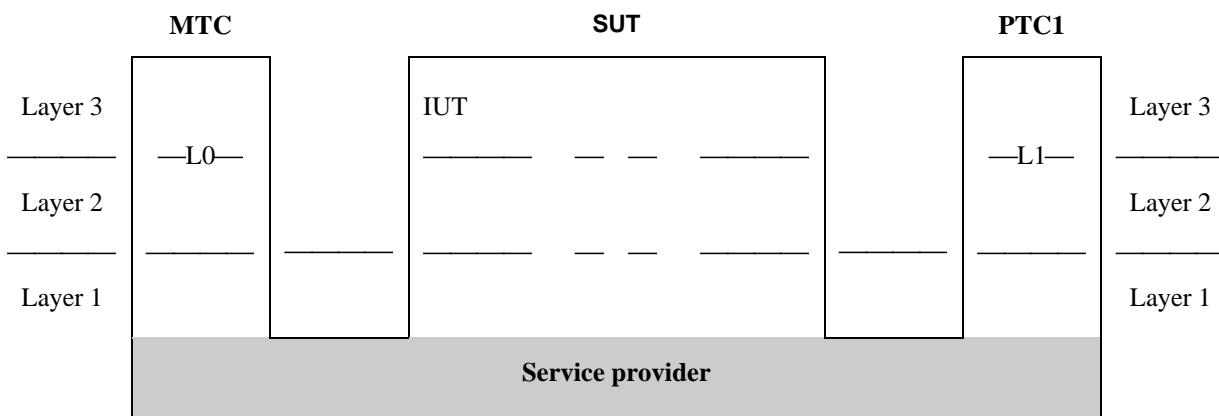 MTC SUT PTC1
Layer 3 IUT Layer 3
L0 L1
Layer 2 Layer 2
Layer 1 Layer 1
Service provider